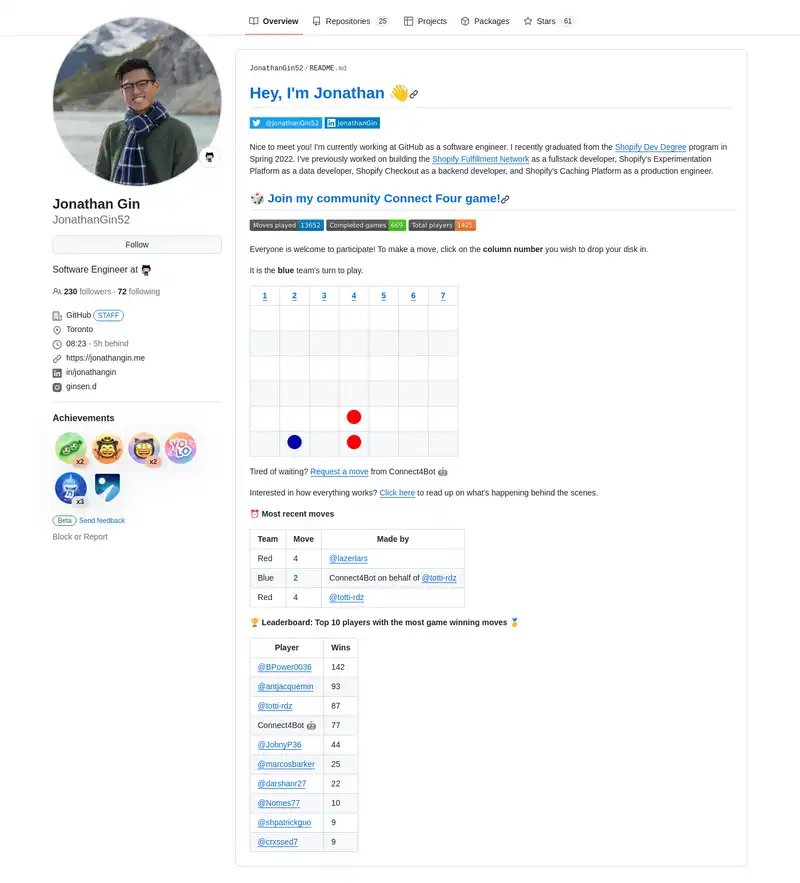 Overview Repositories 25 Projects Packages Stars 61
Jonathan Gin
JonathanGin52
Follow
Software Engineer at
230 followers · 72 following
GitHub STAFF
Toronto
08:23 - 5h behind
https://jonathangin.me
in/jonathangin
ginsen.d
Achievements
x2
x2
YOLO
x3
Beta Send feedback
Block or Report
JonathanGin52 / README.md
Hey, I'm Jonathan 👋
@JonathanGin52 JonathanGin
Nice to meet you! I'm currently working at GitHub as a software engineer. I recently graduated from the Shopify Dev Degree program in
Spring 2022. I've previously worked on building the Shopify Fulfillment Network as a fullstack developer, Shopify's Experimentation
Platform as a data developer, Shopify Checkout as a backend developer, and Shopify's Caching Platform as a production engineer.
🎲 Join my community Connect Four game!
Moves played 13652 Completed games 669 Total players 1425
Everyone is welcome to participate! To make a move, click on the column number you wish to drop your disk in.
It is the blue team's turn to play.
1 2 3 4 5 6 7
Tired of waiting? Request a move from Connect4Bot 🤖
Interested in how everything works? Click here to read up on what's happening behind the scenes.
⏰ Most recent moves
Team Move Made by
Red 4 @lazerlars
Blue 2 Connect4Bot on behalf of @totti-rdz
Red 4 @totti-rdz
🏆 Leaderboard: Top 10 players with the most game winning moves 🏅
Player Wins
@BPower0036 142
@antjacquemin 93
@totti-rdz 87
Connect4Bot 🤖 77
@JohnyP36 44
@marcosbarker 25
@darshanr27 22
@Nomes77 10
@shpatrickguo 9
@crxssed7 9